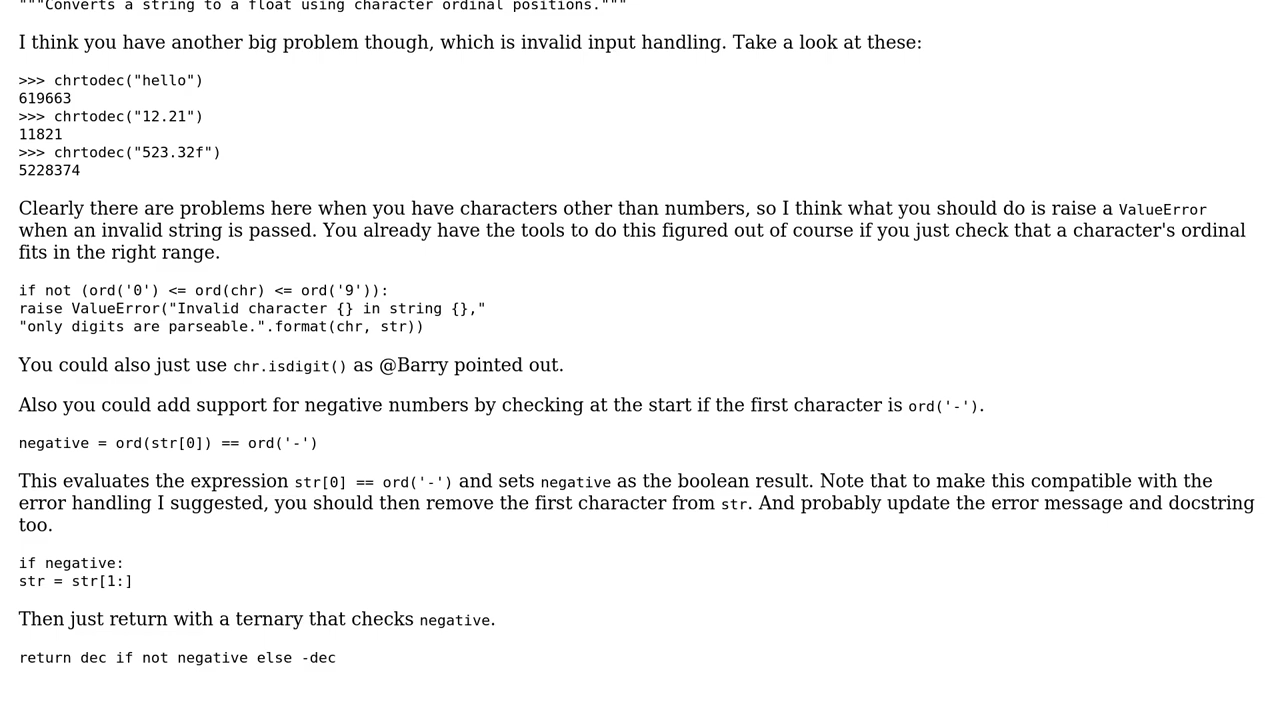 """Converts a string to a float using character ordinal positions."""
I think you have another big problem though, which is invalid input handling. Take a look at these:
>>> chrtodec("hello")
619663
>>> chrtodec("12.21")
11821
>>> chrtodec("523.32f")
5228374
Clearly there are problems here when you have characters other than numbers, so I think what you should do is raise a ValueError
when an invalid string is passed. You already have the tools to do this figured out of course if you just check that a character's ordinal
fits in the right range.
if not (ord('0') <= ord(chr) <= ord('9')):
raise ValueError("Invalid character {} in string {},"
"only digits are parseable.".format(chr, str))
You could also just use chr.isdigit() as @Barry pointed out.
Also you could add support for negative numbers by checking at the start if the first character is ord('-').
negative = ord(str[0]) == ord('-')
This evaluates the expression str[0] == ord('-') and sets negative as the boolean result. Note that to make this compatible with the
error handling I suggested, you should then remove the first character from str. And probably update the error message and docstring
too.
if negative:
str = str[1:]
Then just return with a ternary that checks negative.
return dec if not negative else -dec